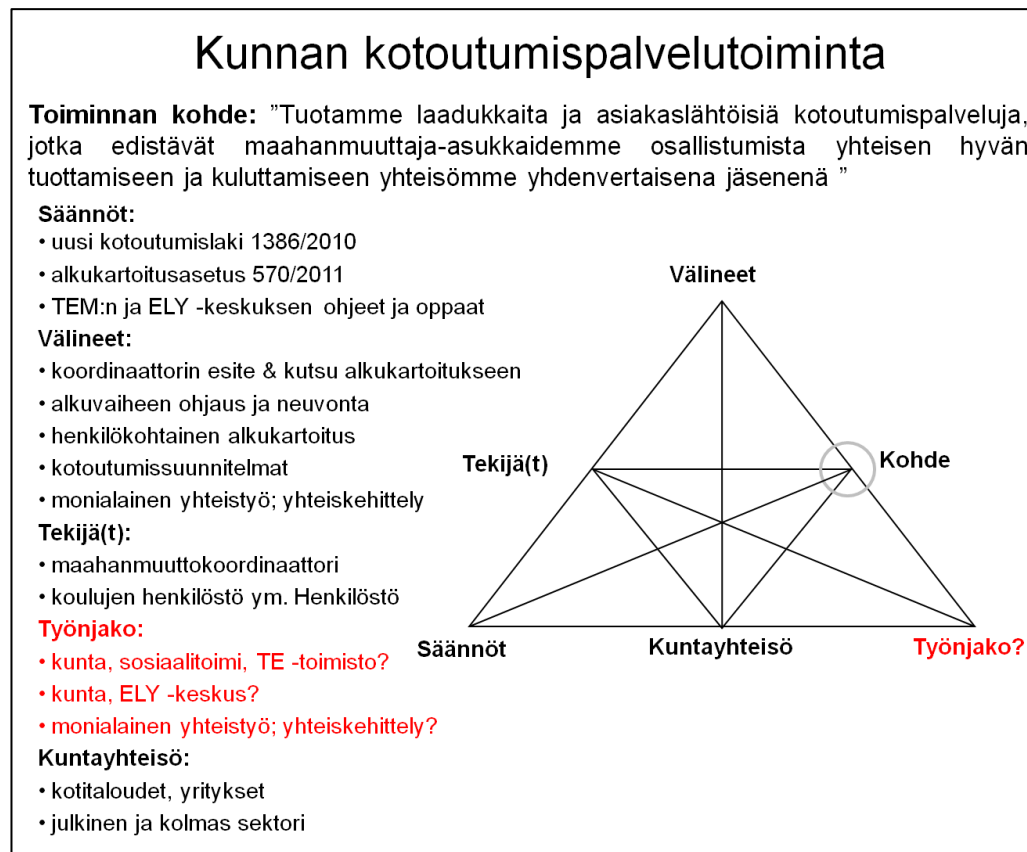 Kunnan kotoutumispalvelutoiminta
Toiminnan kohde: ”Tuotamme laadukkaita ja asiakaslähtöisiä kotoutumispalveluja,
jotka edistävät maahanmuuttaja-asukkaidemme osallistumista yhteisen hyvän
tuottamiseen ja kuluttamiseen yhteisömme yhdenvertaisena jäsenenä ”
Säännöt:
• uusi kotoutumislaki 1386/2010
• alkukartoitusasetus 570/2011
• TEM:n ja ELY -keskuksen ohjeet ja oppaat
Välineet:
• koordinaattorin esite & kutsu alkukartoitukseen
• alkuvaiheen ohjaus ja neuvonta
• henkilökohtainen alkukartoitus
• kotoutumissuunnitelmat
• monialainen yhteistyö; yhteiskehittely
Tekijä(t):
• maahanmuuttokoordinaattori
• koulujen henkilöstö ym. Henkilöstö
Työnjako:
• kunta, sosiaalitoimi, TE -toimisto?
• kunta, ELY -keskus?
• monialainen yhteistyö; yhteiskehittely?
Kuntayhteisö:
• kotitaloudet, yritykset
• julkinen ja kolmas sektori
Välineet
Tekijä(t)
Kohde
Säännöt
Kuntayhteisö
Työnjako?